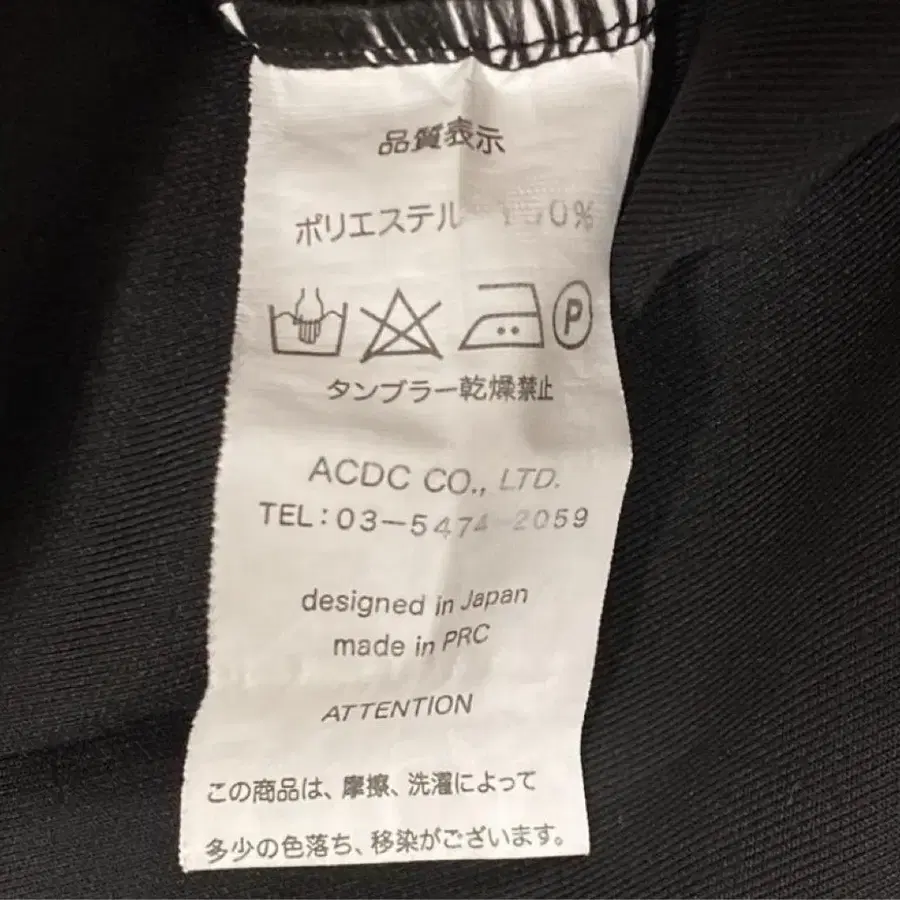 品質表示
ポリエステル 100%
P
タンブラー乾燥禁止
ACDC CO., LTD.
TEL:03-5474-2059
designed in Japan
made in PRC
ATTENTION
この商品は、摩擦、洗濯によって
多少の色落ち、移染がございます。